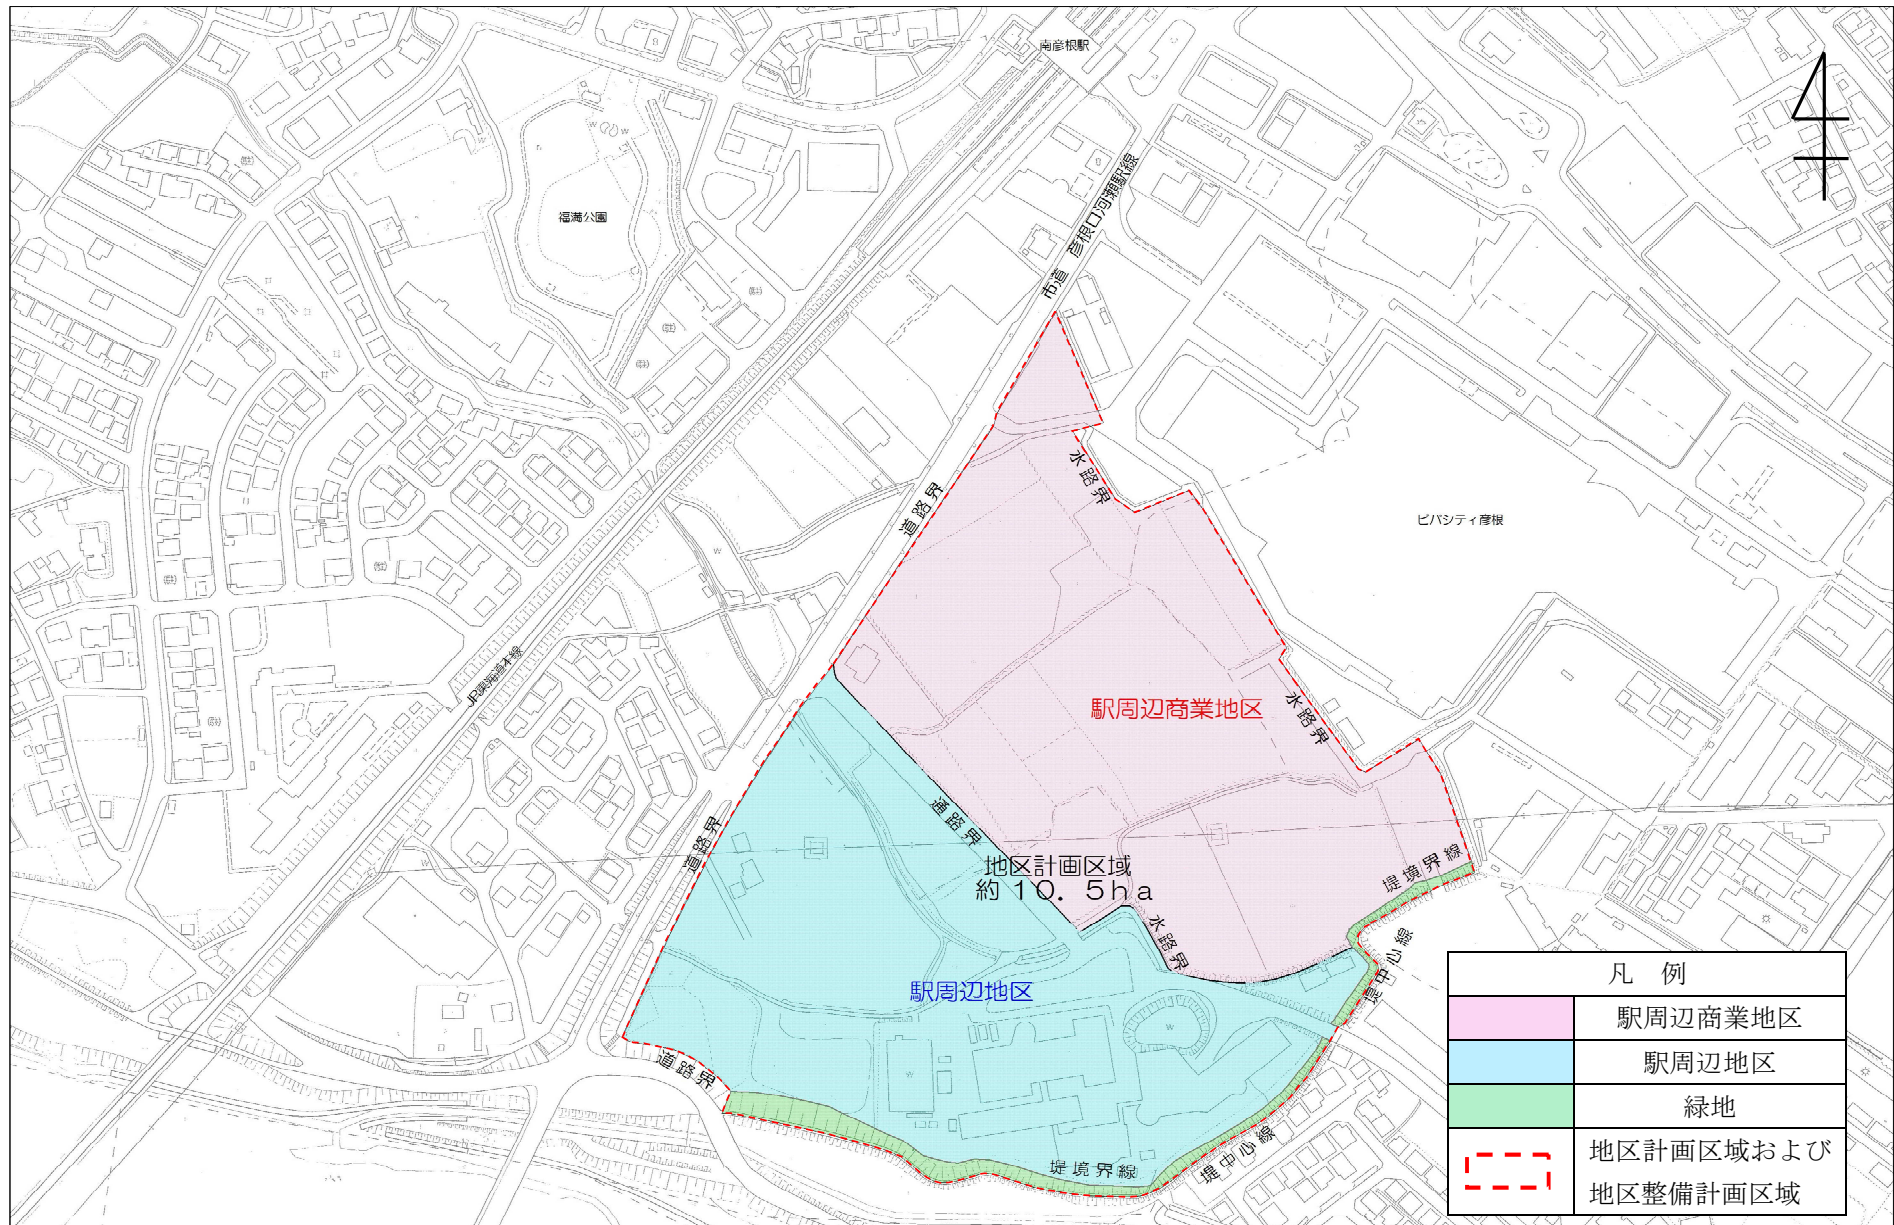 南彦根駅
福満公園
市道 彦根口河瀬駅線
水路界
道路界
ビバシティ彦根
JR東海道本線
駅周辺商業地区
水路界
通路界
道路界
地区計画区域
約10.5ha
堤境界線
水路界
堤中心線
駅周辺地区
道路界
堤境界線
堤中心線
凡 例
駅周辺商業地区
駅周辺地区
緑地
地区計画区域および
地区整備計画区域